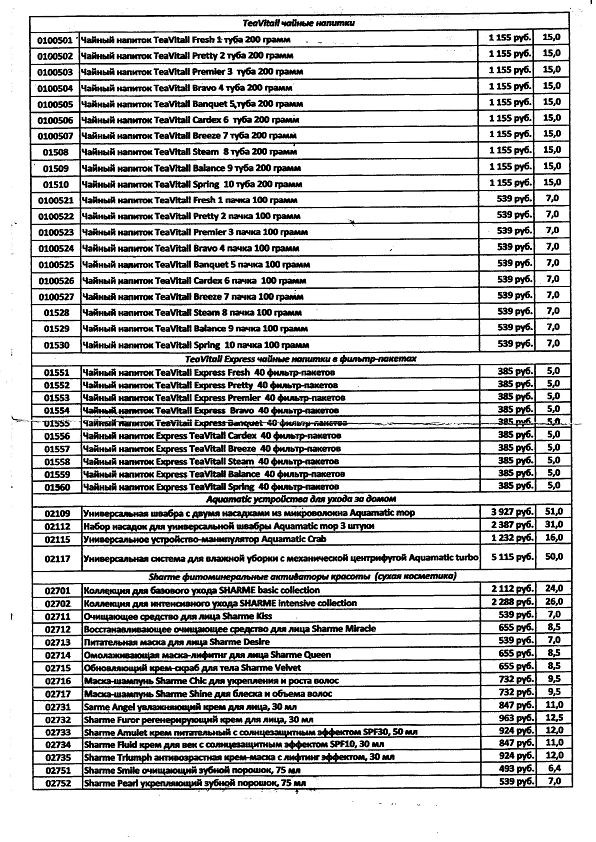 TeaVitall чайные напитки
0100501 Чайный напиток TeaVitall Fresh 1 туба 200 грамм 1 155 руб. 15,0
0100502 Чайный напиток TeaVitall Pretty 2 туба 200 грамм 1 155 руб. 15,0
0100503 Чайный напиток TeaVitall Premier 3 туба 200 грамм 1 155 руб. 15,0
0100504 Чайный напиток TeaVitall Bravo 4 туба 200 грамм 1 155 руб. 15,0
0100505 Чайный напиток TeaVitall Banquet 5,туба 200 грамм 1 155 руб. 15,0
0100506 Чайный напиток TeaVitall Cardex 6 туба 200 грамм 1 155 руб. 15,0
0100507 Чайный напиток TeaVitall Breeze 7 туба 200 грамм 1 155 руб. 15,0
01508 Чайный напиток TeaVitall Steam 8 туба 200 грамм 1 155 руб. 15,0
01509 Чайный напиток TeaVitall Balance 9 туба 200 грамм 1 155 руб. 15,0
01510 Чайный напиток TeaVitall Spring 10 туба 200 грамм 1 155 руб. 15,0
0100521 Чайный напиток TeaVitall Fresh 1 пачка 100 грамм 539 руб. 7,0
0100522 Чайный напиток TeaVitall Pretty 2 пачка 100 грамм 539 руб. 7,0
0100523 Чайный напиток TeaVitall Premier 3 пачка 100 грамм 539 руб. 7,0
0100524 Чайный напиток TeaVitall Bravo 4 пачка 100 грамм 539 руб. 7,0
0100525 Чайный напиток TeaVitall Banquet 5 пачка 100 грамм 539 руб. 7,0
0100526 Чайный напиток TeaVitall Cardex 6 пачка 100 грамм 539 руб. 7,0
0100527 Чайный напиток TeaVitall Breeze 7 пачка 100 грамм 539 руб. 7,0
01528 Чайный напиток TeaVitall Steam 8 пачка 100 грамм 539 руб. 7,0
01529 Чайный напиток TeaVitall Balance 9 пачка 100 грамм 539 руб. 7,0
01530 Чайный напиток TeaVitall Spring 10 пачка 100 грамм 539 руб. 7,0
TeaVitall Express чайные напитки в фильтр-пакетах
01551 Чайный напиток TeaVitall Express Fresh 40 фильтр-пакетов 385 руб. 5,0
01552 Чайный напиток TeaVitall Express Pretty 40 фильтр-пакетов 385 руб. 5,0
01553 Чайный напиток TeaVitall Express Premier 40 фильтр-пакетов 385 руб. 5,0
01554 Чайный напиток TeaVitall Express Bravo 40 фильтр-пакетов 385 руб. 5,0
01555 Чайный напиток TeaVitall Express Banquet 40 фильтр-пакетов 385 руб. 5,0
01556 Чайный напиток Express TeaVitall Cardex 40 фильтр-пакетов 385 руб. 5,0
01557 Чайный напиток Express TeaVitall Breeze 40 фильтр-пакетов 385 руб. 5,0
01558 Чайный напиток Express TeaVitall Steam 40 фильтр-пакетов 385 руб. 5,0
01559 Чайный напиток Express TeaVitall Balance 40 фильтр-пакетов 385 руб. 5,0
01560 Чайный напиток Express TeaVitall Spring 40 фильтр-пакетов 385 руб. 5,0
Aquamatic устройства для ухода за домом
02109 Универсальная швабра с двумя насадками из микроволокна Aquamatic mop 3 927 руб. 51,0
02112 Набор насадок для универсальной швабры Aquamatic mop 3 штуки 2 387 руб. 31,0
02115 Универсальное устройство-манипулятор Aquamatic Crab 1 232 руб. 16,0
02117 Универсальная система для влажной уборки с механической центрифугой Aquamatic turbo 5 115 руб. 50,0
Sharme фитоминеральные активаторы красоты (сухая косметика)
02701 Коллекция для базового ухода SHARME basic collection 2 112 руб. 24,0
02702 Коллекция для интенсивного ухода SHARME intensive collection 2 288 руб. 26,0
02711 Очищающее средство для лица Sharme Kiss 539 руб. 7,0
02712 Восстанавливающее очищающее средство для лица Sharme Miracle 655 руб. 8,5
02713 Питательная маска для лица Sharme Desire 539 руб. 7,0
02714 Омолаживающая маска-лифитнг для лица Sharme Queen 655 руб. 8,5
02715 Обновляющий крем-скраб для тела Sharme Velvet 655 руб. 8,5
02716 Маска-шампунь Sharme Chic для укрепления и роста волос 732 руб. 9,5
02717 Маска-шампунь Sharme Shine для блеска и объема волос 732 руб. 9,5
02731 Sarme Angel увлажняющий крем для лица, 30 мл 847 руб. 11,0
02732 Sharme Furor регенерирующий крем для лица, 30 мл 963 руб. 12,5
02733 Sharme Amulet крем питательный с солнцезащитным эффектом SPF30, 50 мл 924 руб. 12,0
02734 Sharme Fluid крем для век с солнцезащитным эффектом SPF10, 30 мл 847 руб. 11,0
02735 Sharme Triumph антивозрастная крем-маска с лифтинг эффектом, 30 мл 924 руб. 12,0
02751 Sharme Smile очищающий зубной порошок, 75 мл 493 руб. 6,4
02752 Sharme Pearl укрепляющий зубной порошок, 75 мл 539 руб. 7,0